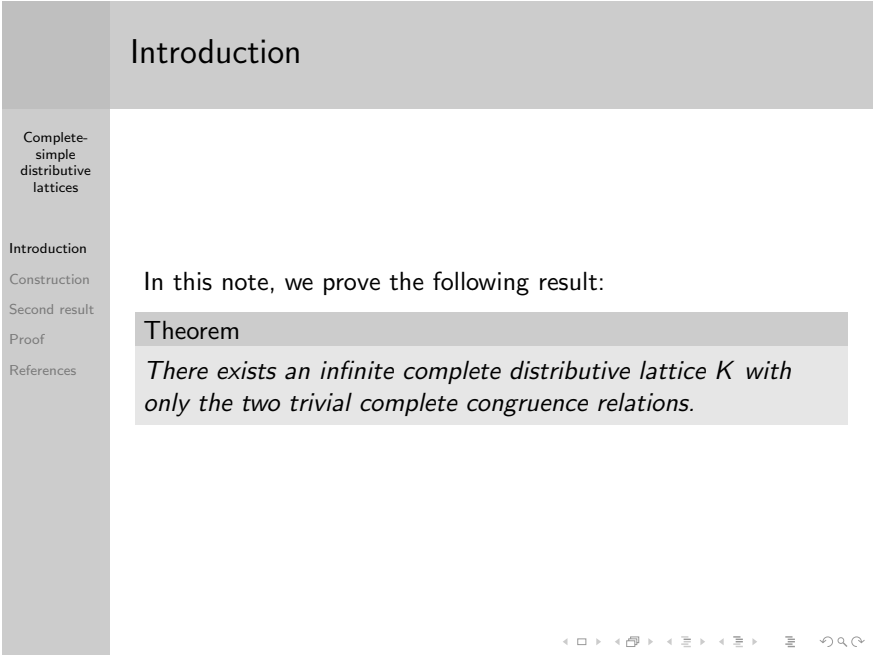 Introduction
Complete-
simple
distributive
lattices
Introduction
Construction
Second result
Proof
References
In this note, we prove the following result:
Theorem
There exists an infinite complete distributive lattice K with
only the two trivial complete congruence relations.